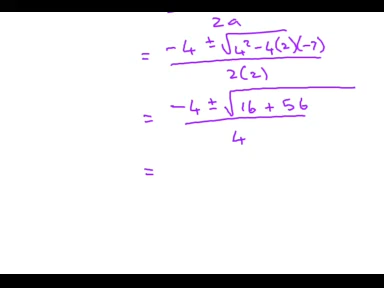 2a
= -4 ± √4² - 4(2)(-7)
2(2)
= -4 ± √16 + 56
4
=